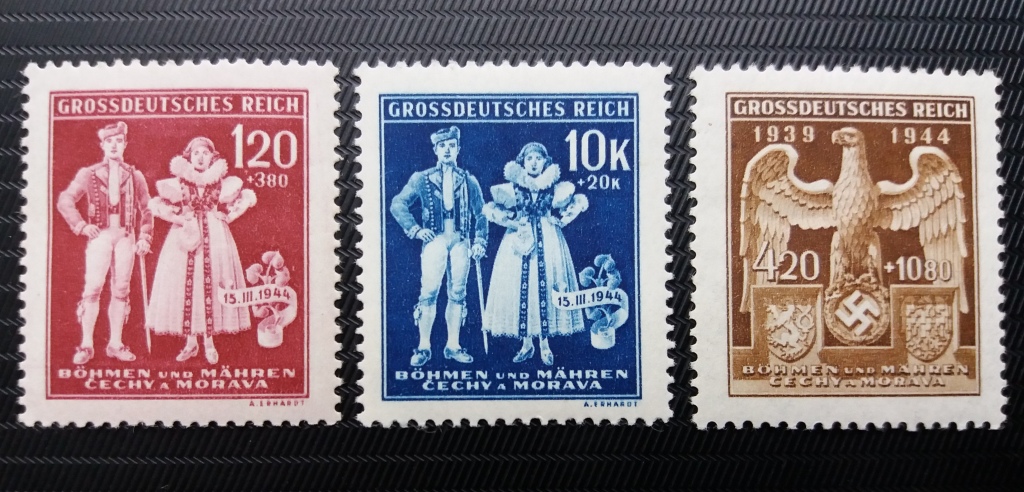 GROSSDEUTSCHES REICH
120
+380
15.III.1944
BÖHMEN UND MÄHREN
ČECHY A MORAVA
A.ERHARDT
GROSSDEUTSCHES REICH
10K
+20K
15.III.1944
BÖHMEN UND MÄHREN
ČECHY A MORAVA
A.ERHARDT
GROSSDEUTSCHES REICH
1939 1944
420 +1080
BÖHMEN UND MÄHREN
ČECHY A MORAVA